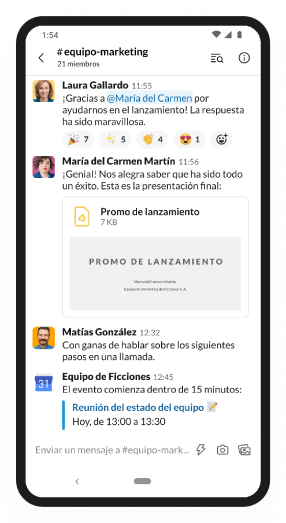 1:54
# equipo-marketing
21 miembros
Laura Gallardo 11:55
¡Gracias a @María del Carmen por
ayudarnos en el lanzamiento! La respuesta
ha sido maravillosa.
7 5 4 1
María del Carmen Martín 11:56
¡Genial! Nos alegra saber que ha sido todo
un éxito. Esta es la presentación final:
Promo de lanzamiento
7 KB
PROMO DE LANZAMIENTO
María del Carmen Martín
Equipo de marketing de Ficciones S. A.
Matías González 12:32
Con ganas de hablar sobre los siguientes
pasos en una llamada.
Equipo de Ficciones 12:45
31
El evento comienza dentro de 15 minutos:
Reunión del estado del equipo
Hoy, de 13:00 a 13:30
Enviar un mensaje a #equipo-mark...